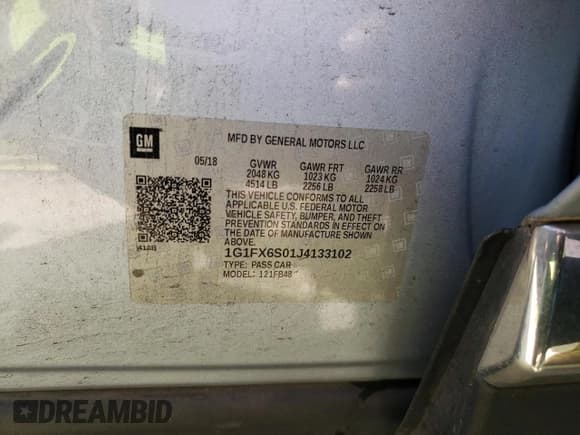 GM
MFD BY GENERAL MOTORS LLC
05/18 GVWR GAWR FRT GAWR RR
2048 KG 1023 KG 1024 KG
4514 LB 2256 LB 2258 LB
THIS VEHICLE CONFORMS TO ALL
APPLICABLE U.S. FEDERAL MOTOR
VEHICLE SAFETY, BUMPER, AND THEFT
PREVENTION STANDARDS IN EFFECT ON
THE DATE OF MANUFACTURE SHOWN
ABOVE.
1G1FX6S01J4133102
TYPE: PASS CAR
MODEL: 121FB48
DREAMBID